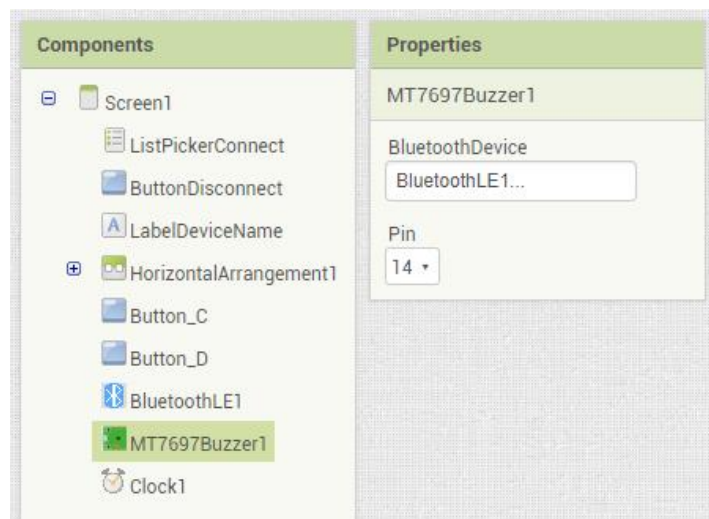 Components
Screen1
ListPickerConnect
ButtonDisconnect
A LabelDeviceName
HorizontalArrangement1
Button_C
Button_D
BluetoothLE1
MT7697Buzzer1
Clock1
Properties
MT7697Buzzer1
BluetoothDevice
BluetoothLE1...
Pin
14